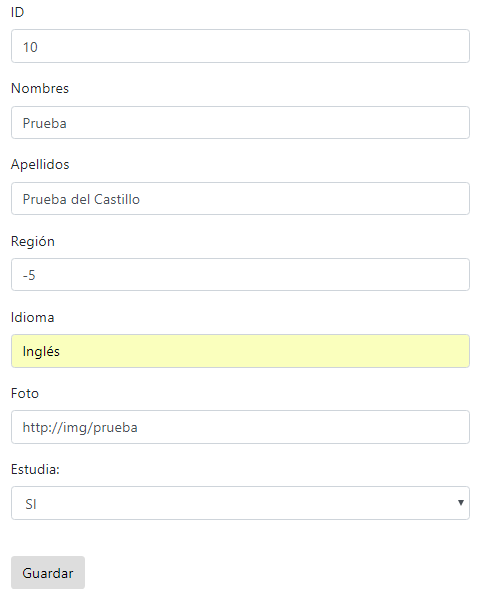 ID
10
Nombres
Prueba
Apellidos
Prueba del Castillo
Región
-5
Idioma
Inglés
Foto
http://img/prueba
Estudia:
SI
Guardar